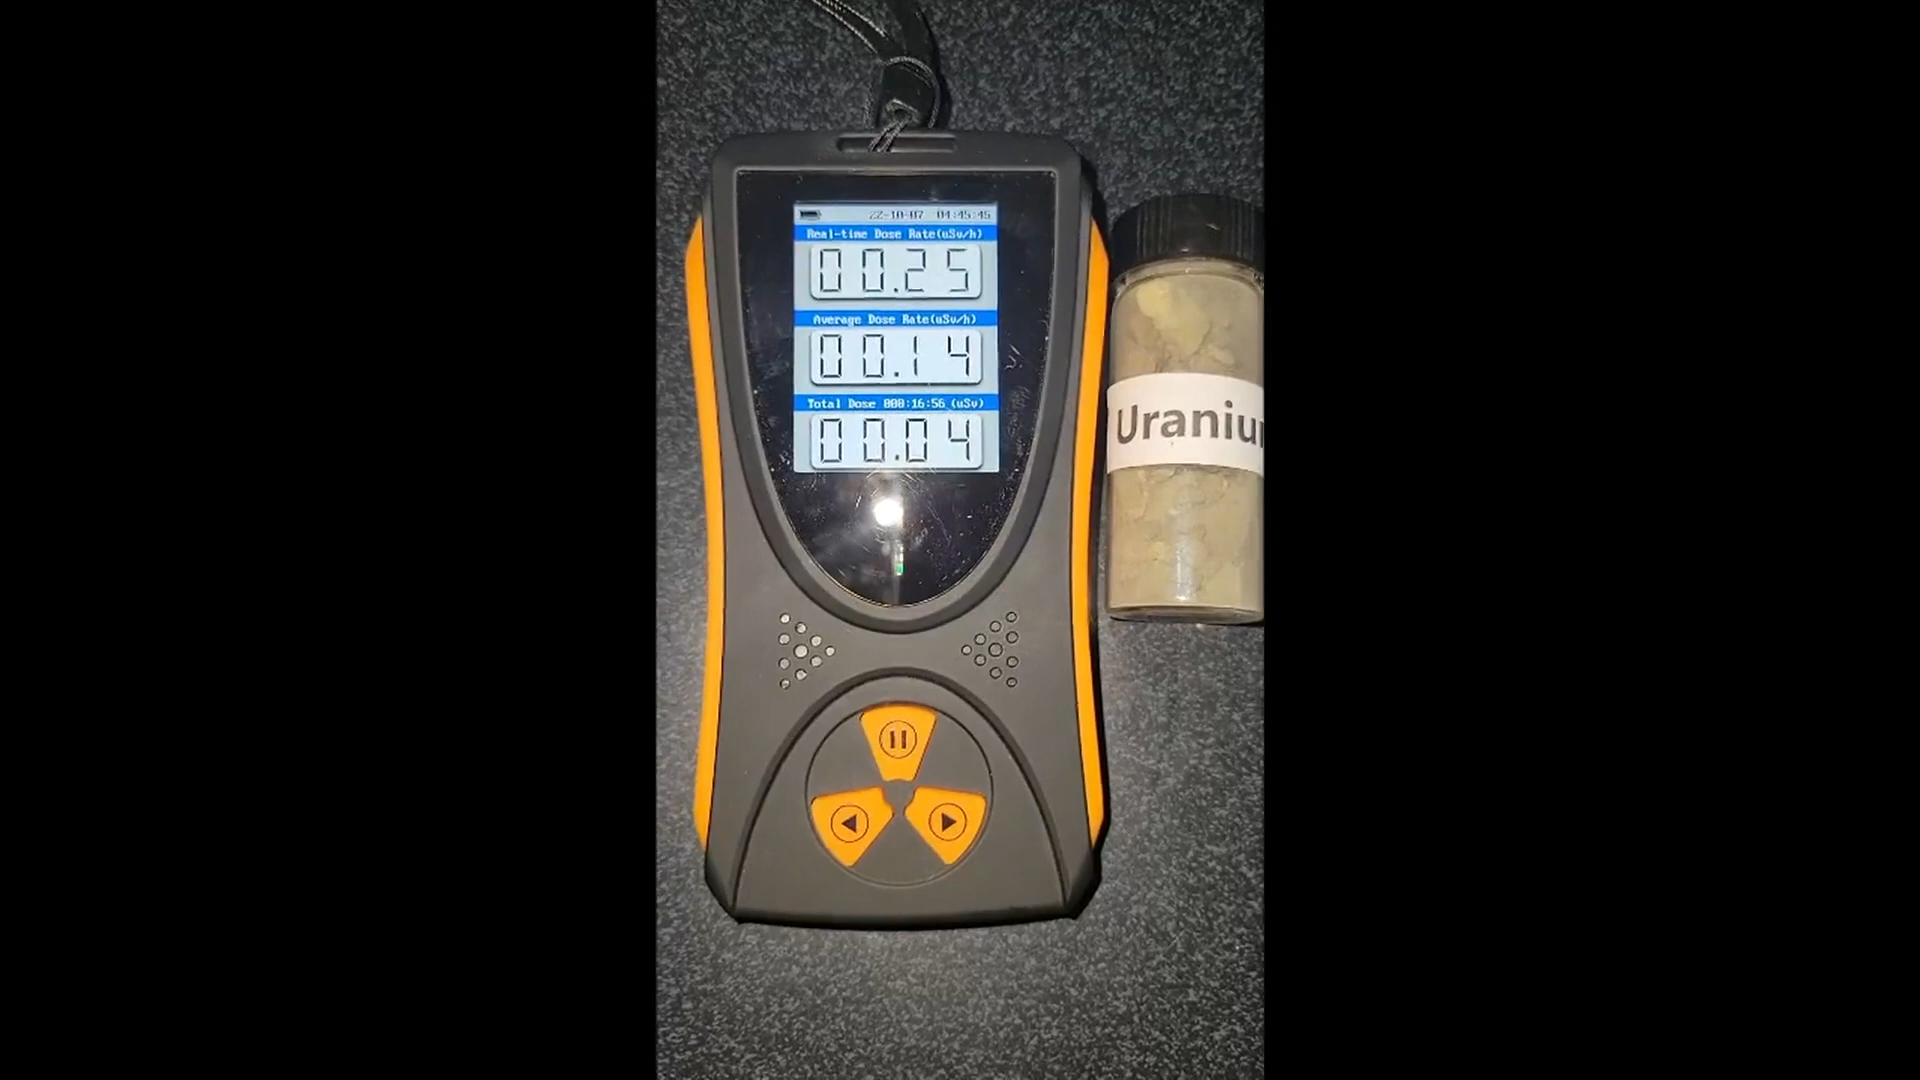 22-10-07 04:45:45
Real-time Dose Rate(uSv/h)
00.25
Average Dose Rate(uSv/h)
00.14
Total Dose 000:16:56 (uSv)
00.04
Uraniu